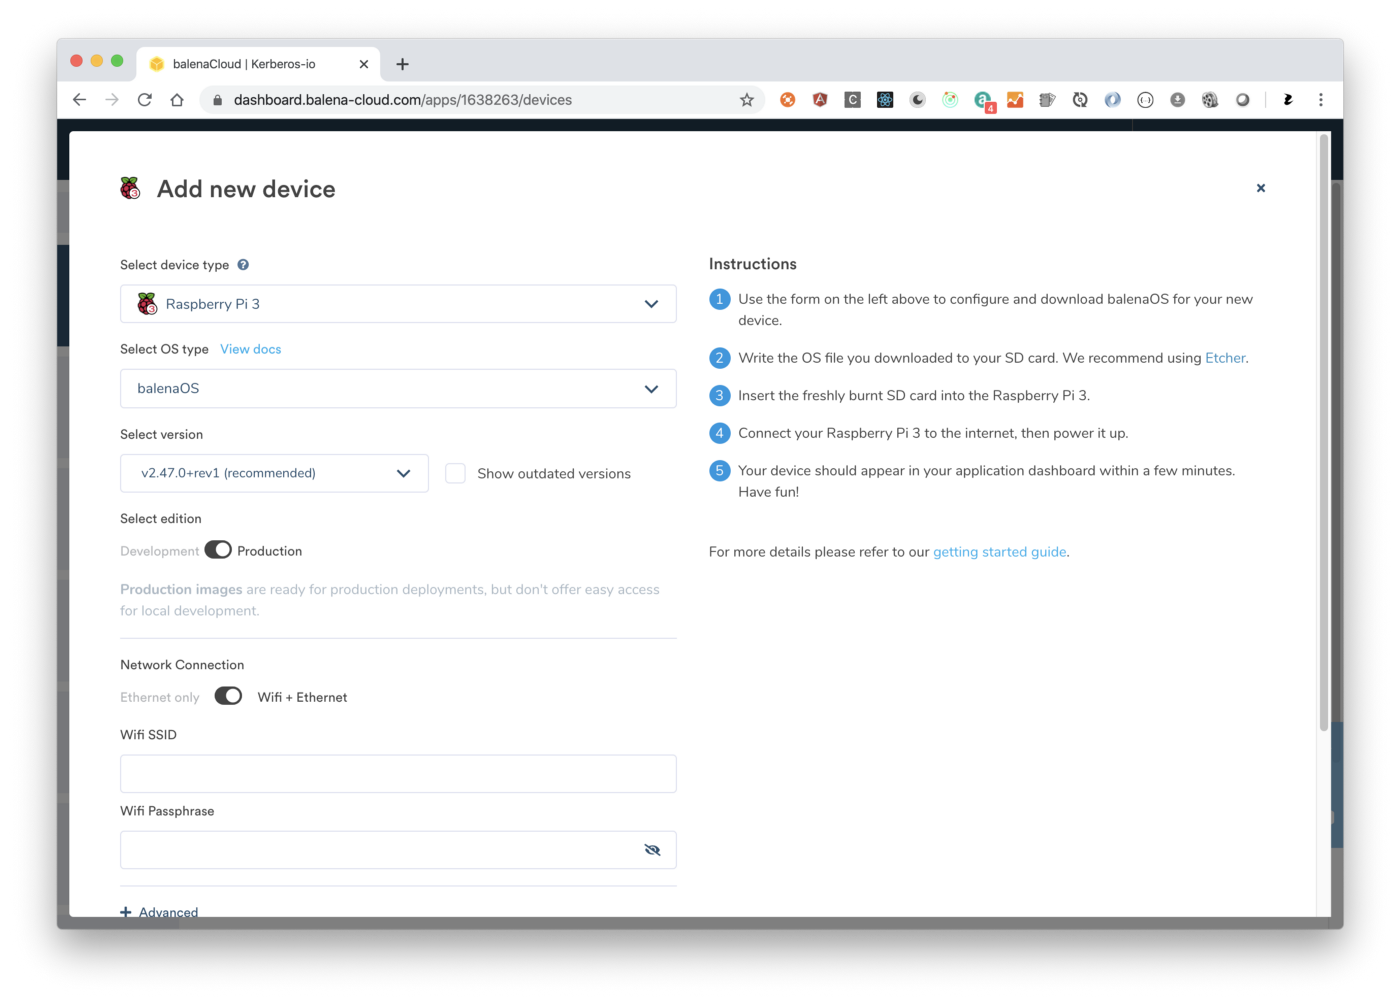 balenaCloud | Kerberos-io
dashboard.balena-cloud.com/apps/1638263/devices
C
4
Add new device
Select device type
Raspberry Pi 3
Select OS type View docs
balenaOS
Select version
v2.47.0+rev1 (recommended)
Show outdated versions
Select edition
Development Production
Production images are ready for production deployments, but don't offer easy access
for local development.
Network Connection
Ethernet only Wifi + Ethernet
Wifi SSID
Wifi Passphrase
+ Advanced
Instructions
1 Use the form on the left above to configure and download balenaOS for your new
device.
2 Write the OS file you downloaded to your SD card. We recommend using Etcher.
3 Insert the freshly burnt SD card into the Raspberry Pi 3.
4 Connect your Raspberry Pi 3 to the internet, then power it up.
5 Your device should appear in your application dashboard within a few minutes.
Have fun!
For more details please refer to our getting started guide.